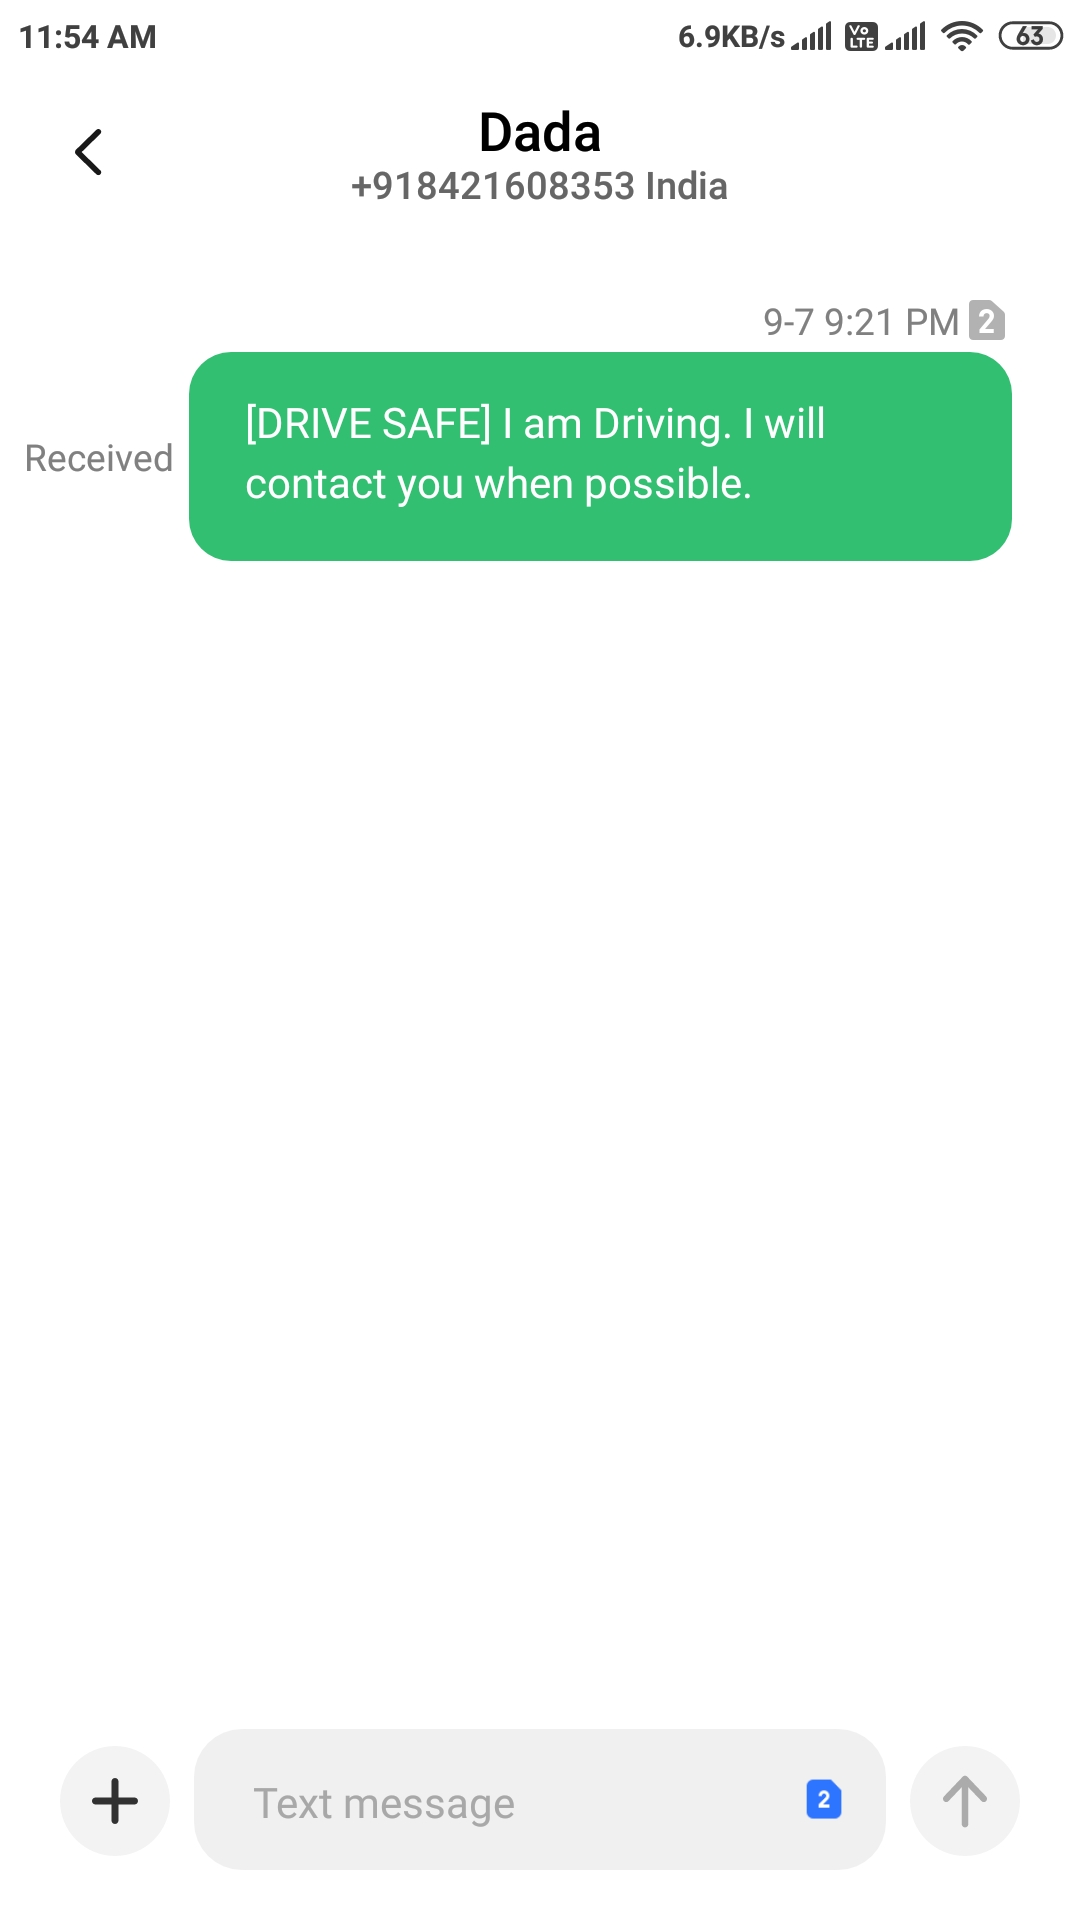 11:54 AM 6.9KB/s Vo LTE 63
Dada
+918421608353 India
9-7 9:21 PM 2
[DRIVE SAFE] I am Driving. I will
Received
contact you when possible.
Text message 2